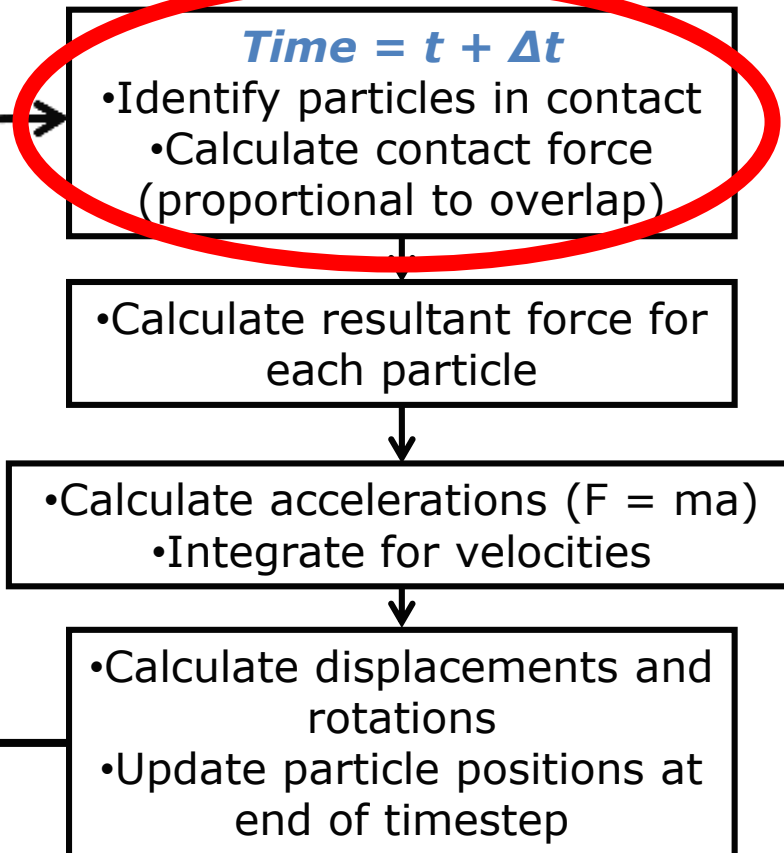 Time = t + Δt
•Identify particles in contact
•Calculate contact force
(proportional to overlap)
•Calculate resultant force for
each particle
•Calculate accelerations (F = ma)
•Integrate for velocities
•Calculate displacements and
rotations
•Update particle positions at
end of timestep